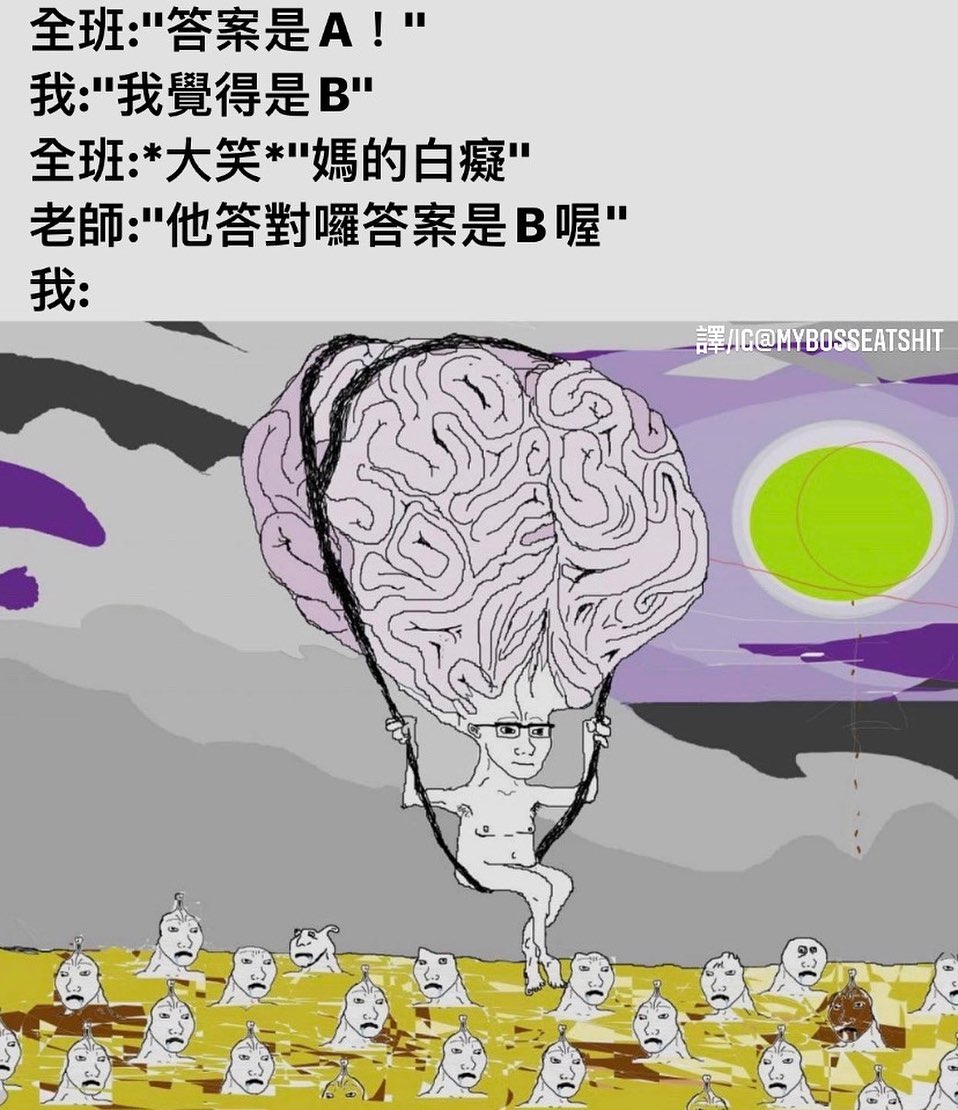 全班:"答案是A！"
我:"我覺得是B"
全班:*大笑*"媽的白癡"
老師:"他答對囉答案是B喔"
我:
譯/IG@MYBOSSEATSHIT